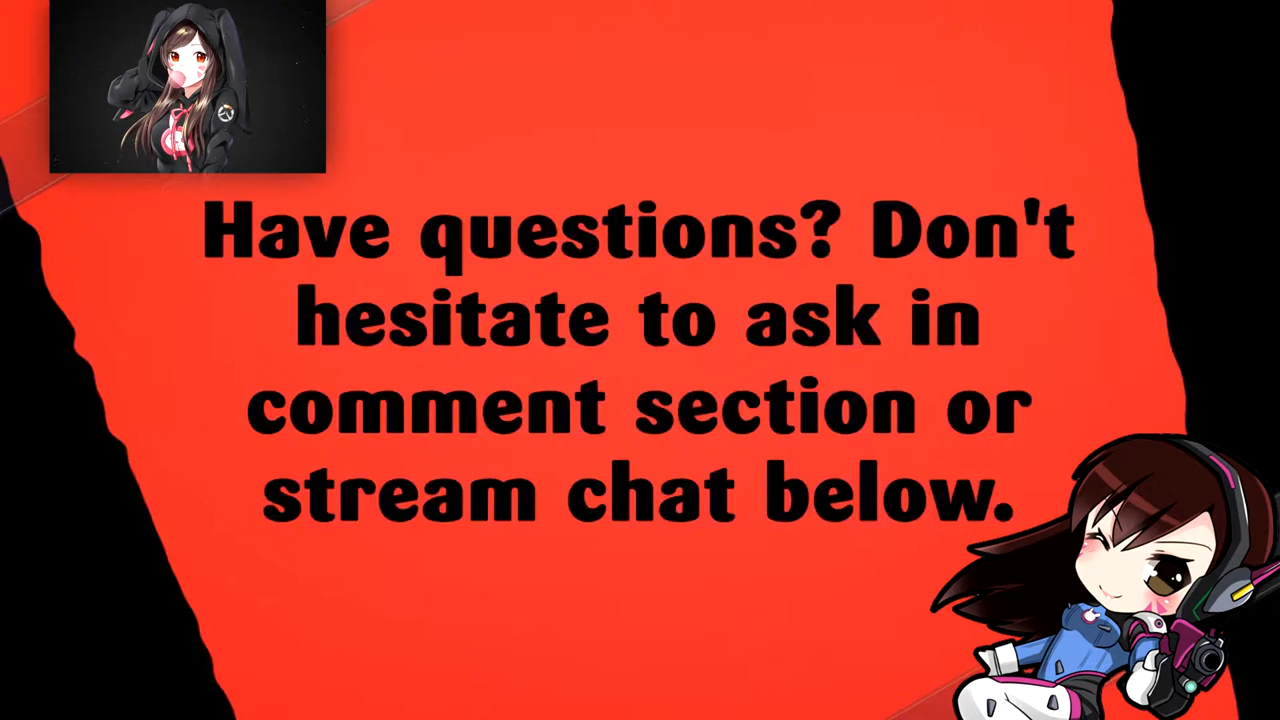 Have questions? Don't
hesitate to ask in
comment section or
stream chat below.